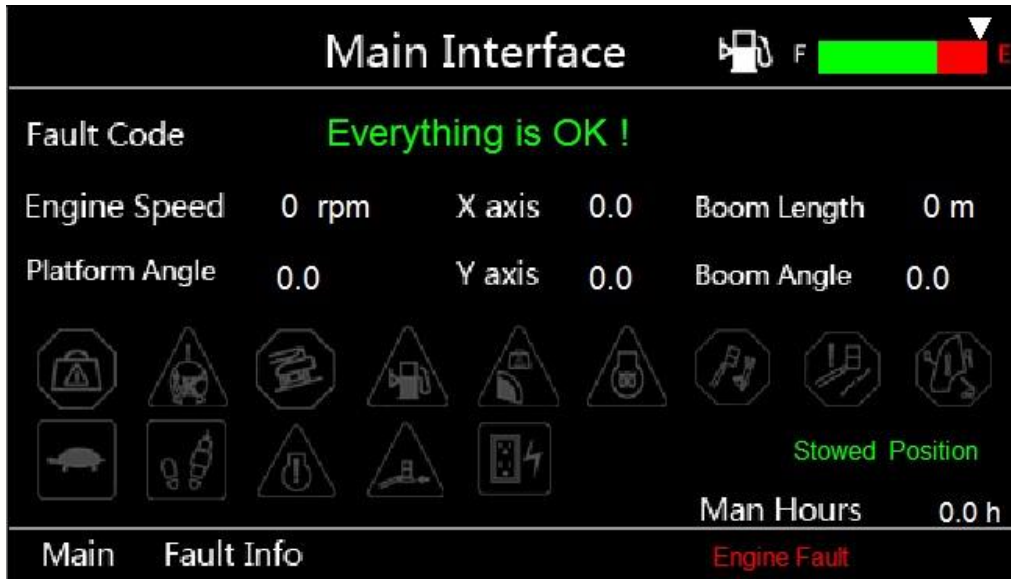 Main Interface F E
Fault Code Everything is OK !
Engine Speed 0 rpm X axis 0.0 Boom Length 0 m
Platform Angle 0.0 Y axis 0.0 Boom Angle 0.0
Stowed Position
Man Hours 0.0 h
Main Fault Info Engine Fault